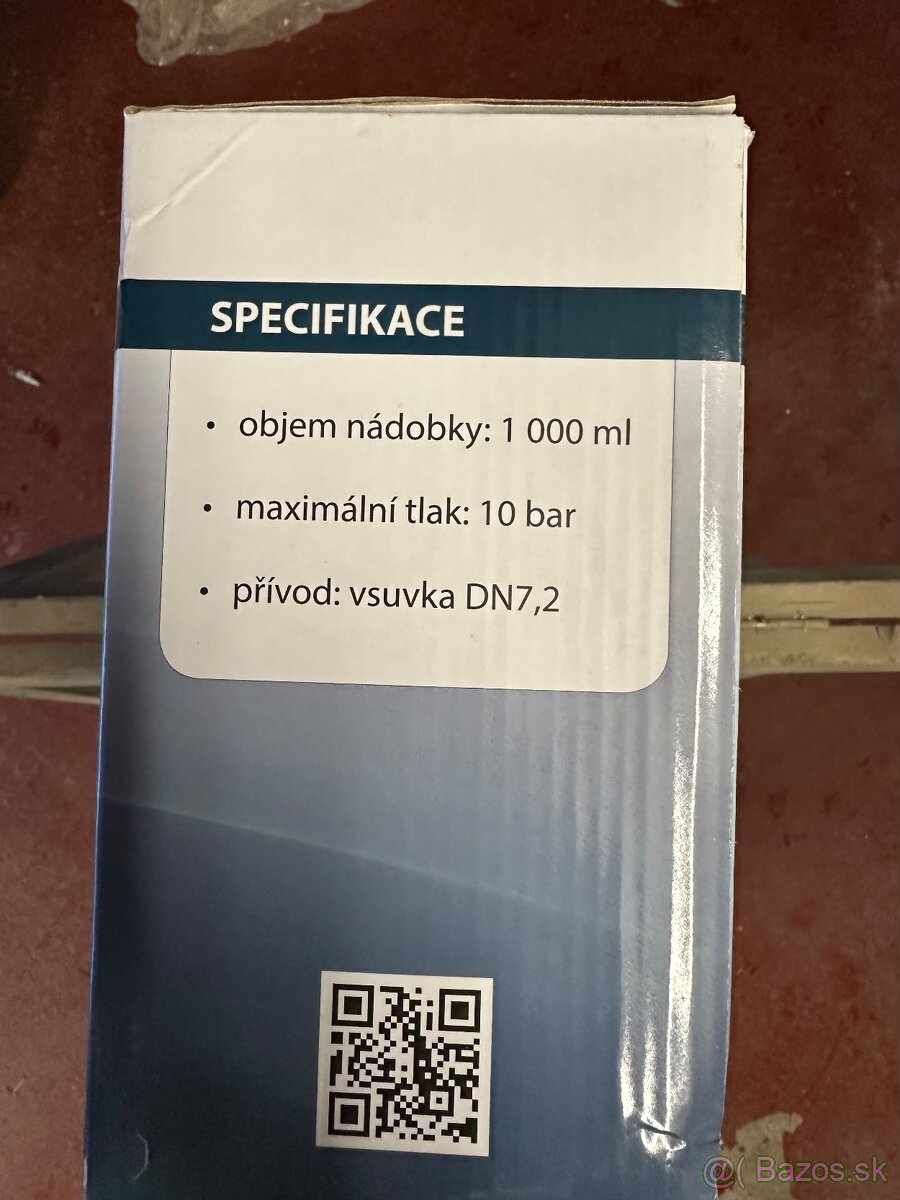 SPECIFIKACE
• objem nádobky: 1 000 ml
• maximální tlak: 10 bar
• přívod: vsuvka DN7,2
@( Bazos.sk